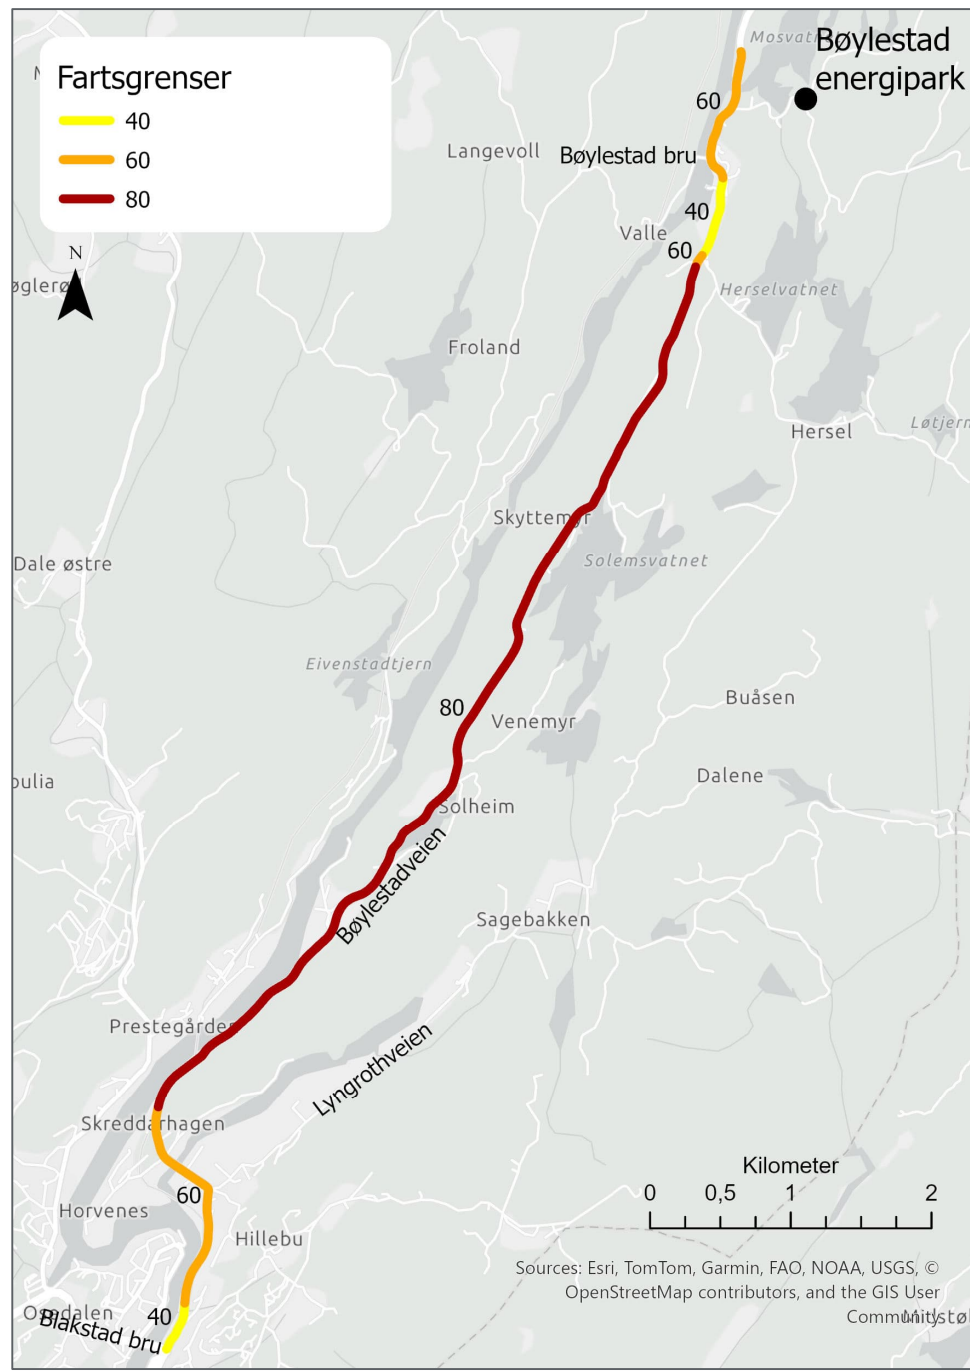 Fartsgrenser
40
60
80
N
Bøylestad
energipark
60
Langevoll
Bøylestad bru
40
Valle
60
Herselvatnet
Froland
Hersel
Løtjern
Skyttemyr
Solemsvatnet
Dale østre
Eivenstadtjern
Buåsen
80
Venemyr
Dalene
Solheim
Bøylestadveien
Sagebakken
Prestegården
Lyngrothveien
Skreddarhagen
Kilometer
0 0,5 1 2
60
Horvenes
Hillebu
Sources: Esri, TomTom, Garmin, FAO, NOAA, USGS, ©
OpenStreetMap contributors, and the GIS User
Community
40
Blakstad bru